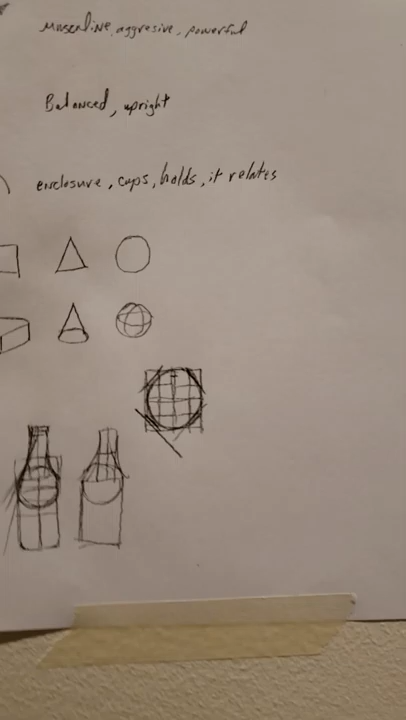 masculine, aggresive, powerful
Balanced, upright
enclosure, cups, holds, it relates